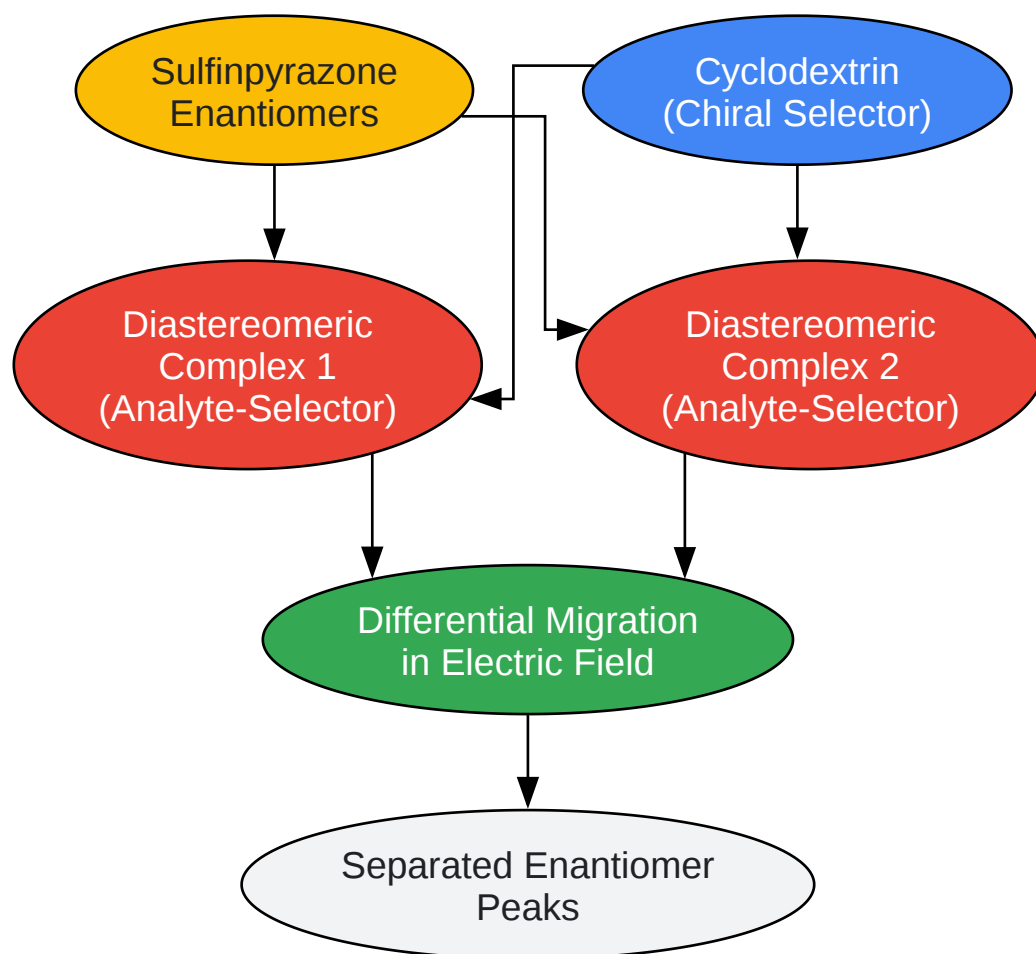 Sulfinpyrazone
Enantiomers
Cyclodextrin
(Chiral Selector)
Diastereomeric
Complex 1
(Analyte-Selector)
Diastereomeric
Complex 2
(Analyte-Selector)
Differential Migration
in Electric Field
Separated Enantiomer
Peaks